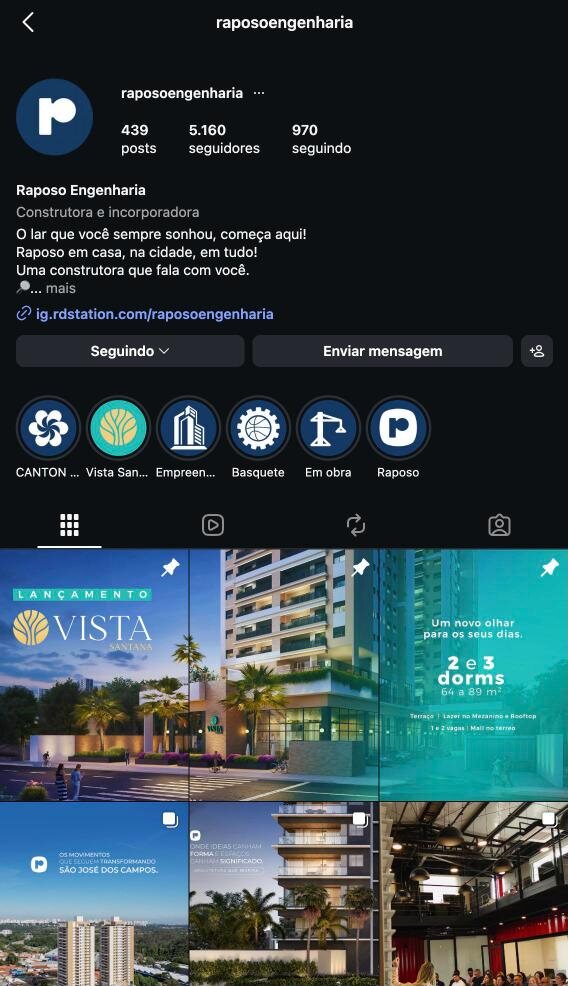 raposoengenharia
raposoengenharia ...
439 5.160 970
posts seguidores seguindo
Raposo Engenharia
Construtora e incorporadora
O lar que você sempre sonhou, começa aqui!
Raposo em casa, na cidade, em tudo!
Uma construtora que fala com você.
🔎... mais
ig.rdstation.com/raposoengenharia
Seguindo
Enviar mensagem
CANTON ... Vista San... Empreen... Basquete Em obra Raposo
LANÇAMENTO
VISTA
SANTANA
VISTA
Um novo olhar
para os seus dias.
2 e 3
dorms
64 a 89 m²
Terraço | Lazer no Mezanino e Rooftop
1 e 2 vagas | Mall no térreo
OS MOVIMENTOS
QUE SEGUEM TRANSFORMANDO
SÃO JOSÉ DOS CAMPOS.
ONDE IDEIAS GANHAM
FORMA E ESPAÇOS
GANHAM SIGNIFICADO.